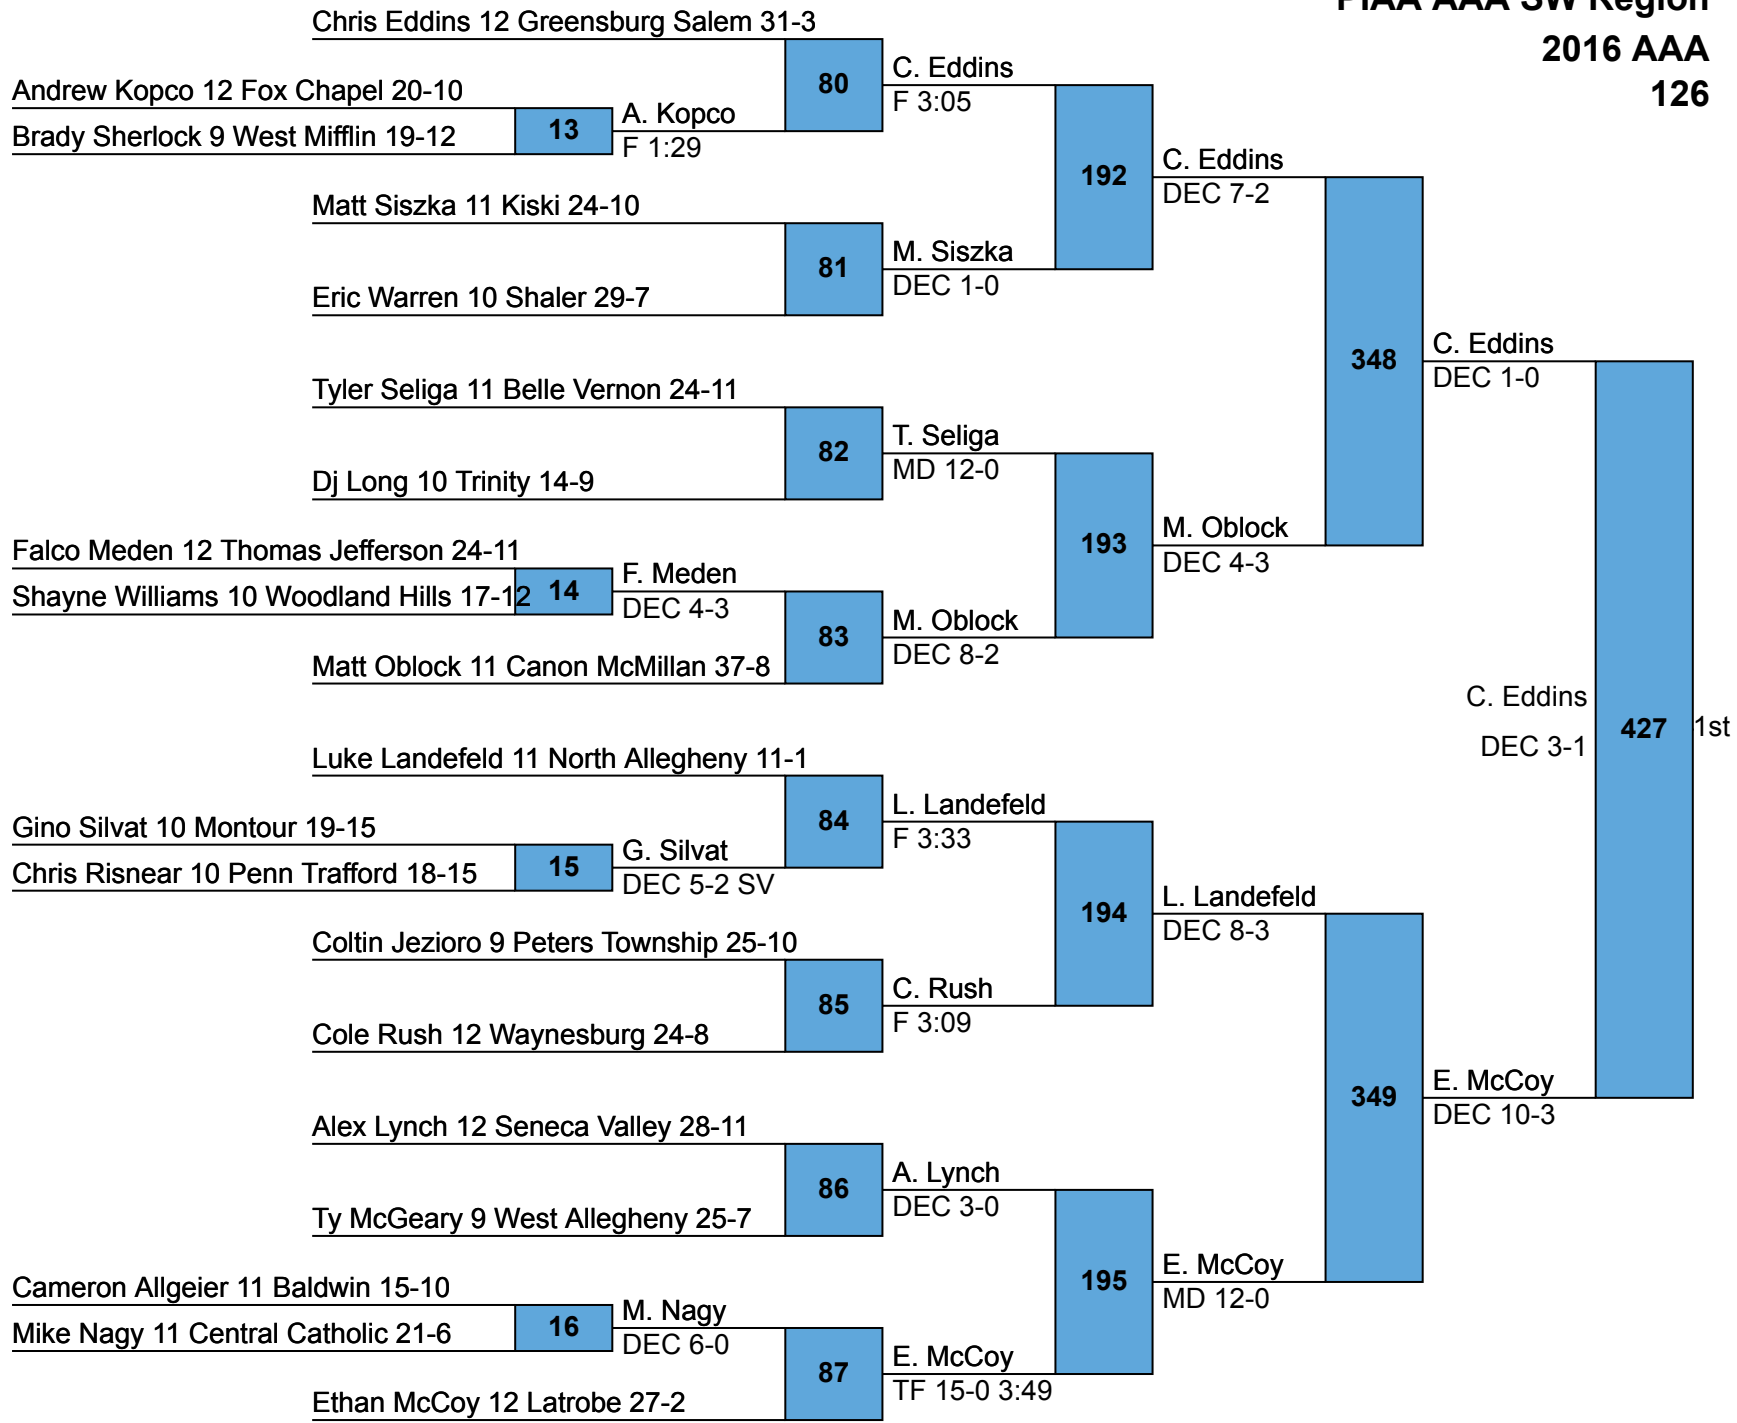 PIAA AAA SW Region
2016 AAA
126
Chris Eddins 12 Greensburg Salem 31-3
80
C. Eddins
F 3:05
Andrew Kopco 12 Fox Chapel 20-10
13
A. Kopco
F 1:29
Brady Sherlock 9 West Mifflin 19-12
192
C. Eddins
DEC 7-2
Matt Siszka 11 Kiski 24-10
81
M. Siszka
DEC 1-0
Eric Warren 10 Shaler 29-7
348
C. Eddins
DEC 1-0
Tyler Seliga 11 Belle Vernon 24-11
82
T. Seliga
MD 12-0
Dj Long 10 Trinity 14-9
193
M. Oblock
DEC 4-3
Falco Meden 12 Thomas Jefferson 24-11
14
F. Meden
DEC 4-3
Shayne Williams 10 Woodland Hills 17-12
83
M. Oblock
DEC 8-2
Matt Oblock 11 Canon McMillan 37-8
C. Eddins
DEC 3-1
427
1st
Luke Landefeld 11 North Allegheny 11-1
84
L. Landefeld
F 3:33
Gino Silvat 10 Montour 19-15
15
G. Silvat
DEC 5-2 SV
Chris Risnear 10 Penn Trafford 18-15
194
L. Landefeld
DEC 8-3
Coltin Jezioro 9 Peters Township 25-10
85
C. Rush
F 3:09
Cole Rush 12 Waynesburg 24-8
349
E. McCoy
DEC 10-3
Alex Lynch 12 Seneca Valley 28-11
86
A. Lynch
DEC 3-0
Ty McGeary 9 West Allegheny 25-7
195
E. McCoy
MD 12-0
Cameron Allgeier 11 Baldwin 15-10
16
M. Nagy
DEC 6-0
Mike Nagy 11 Central Catholic 21-6
87
E. McCoy
TF 15-0 3:49
Ethan McCoy 12 Latrobe 27-2